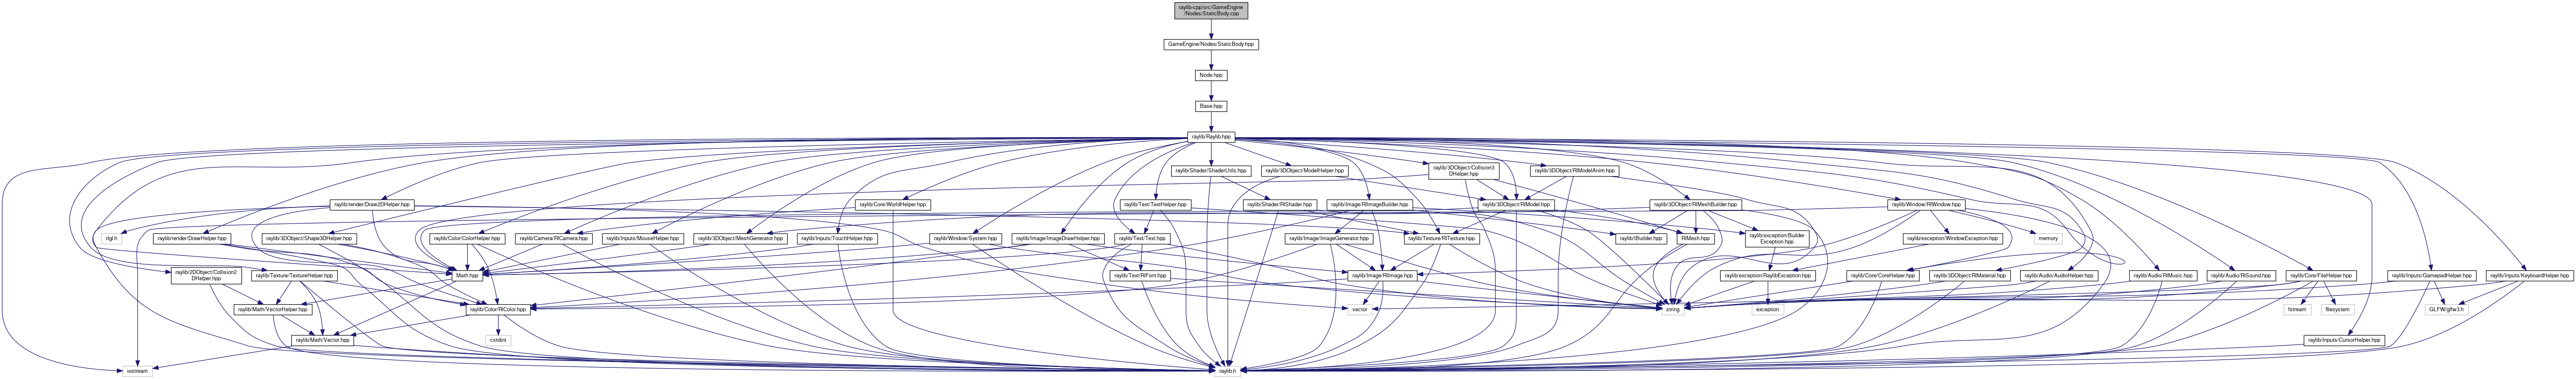 raylib-cpp/src/GameEngine
/Nodes/StaticBody.cpp
GameEngine/Nodes/StaticBody.hpp
Node.hpp
Base.hpp
raylib/Raylib.hpp
raylib/Shader/ShaderUtils.hpp
raylib/3DObject/ModelHelper.hpp
raylib/3DObject/Collision3
DHelper.hpp
raylib/3DObject/RlModelAnim.hpp
raylib/render/Draw2DHelper.hpp
raylib/Core/WorldHelper.hpp
raylib/Text/TextHelper.hpp
raylib/Shader/RlShader.hpp
raylib/Image/RlImageBuilder.hpp
raylib/3DObject/RlModel.hpp
raylib/3DObject/RlMeshBuilder.hpp
raylib/Window/RlWindow.hpp
rlgl.h
raylib/render/DrawHelper.hpp
raylib/3DObject/Shape3DHelper.hpp
raylib/Color/ColorHelper.hpp
raylib/Camera/RlCamera.hpp
raylib/Inputs/MouseHelper.hpp
raylib/3DObject/MeshGenerator.hpp
raylib/Inputs/TouchHelper.hpp
raylib/Window/System.hpp
raylib/Image/ImageDrawHelper.hpp
raylib/Text/Text.hpp
raylib/Image/ImageGenerator.hpp
raylib/Texture/RlTexture.hpp
raylib/IBuilder.hpp
RlMesh.hpp
raylib/exception/Builder
Exception.hpp
raylib/exception/WindowException.hpp
memory
raylib/2DObject/Collision2
DHelper.hpp
raylib/Texture/TextureHelper.hpp
Math.hpp
raylib/Text/RlFont.hpp
raylib/Image/RlImage.hpp
raylib/exception/RaylibException.hpp
raylib/Core/CoreHelper.hpp
raylib/3DObject/RlMaterial.hpp
raylib/Audio/AudioHelper.hpp
raylib/Audio/RlMusic.hpp
raylib/Audio/RlSound.hpp
raylib/Core/FileHelper.hpp
raylib/Inputs/GamepadHelper.hpp
raylib/Inputs/KeyboardHelper.hpp
raylib/Math/VectorHelper.hpp
raylib/Color/RlColor.hpp
vector
string
exception
fstream
filesystem
GLFW/glfw3.h
raylib/Math/Vector.hpp
cstdint
raylib/Inputs/CursorHelper.hpp
iostream
raylib.h